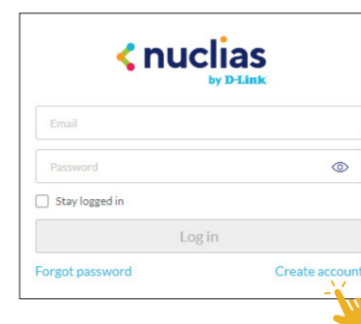 nuclias
by D-Link
Email
Password
Stay logged in
Log in
Forgot password Create account